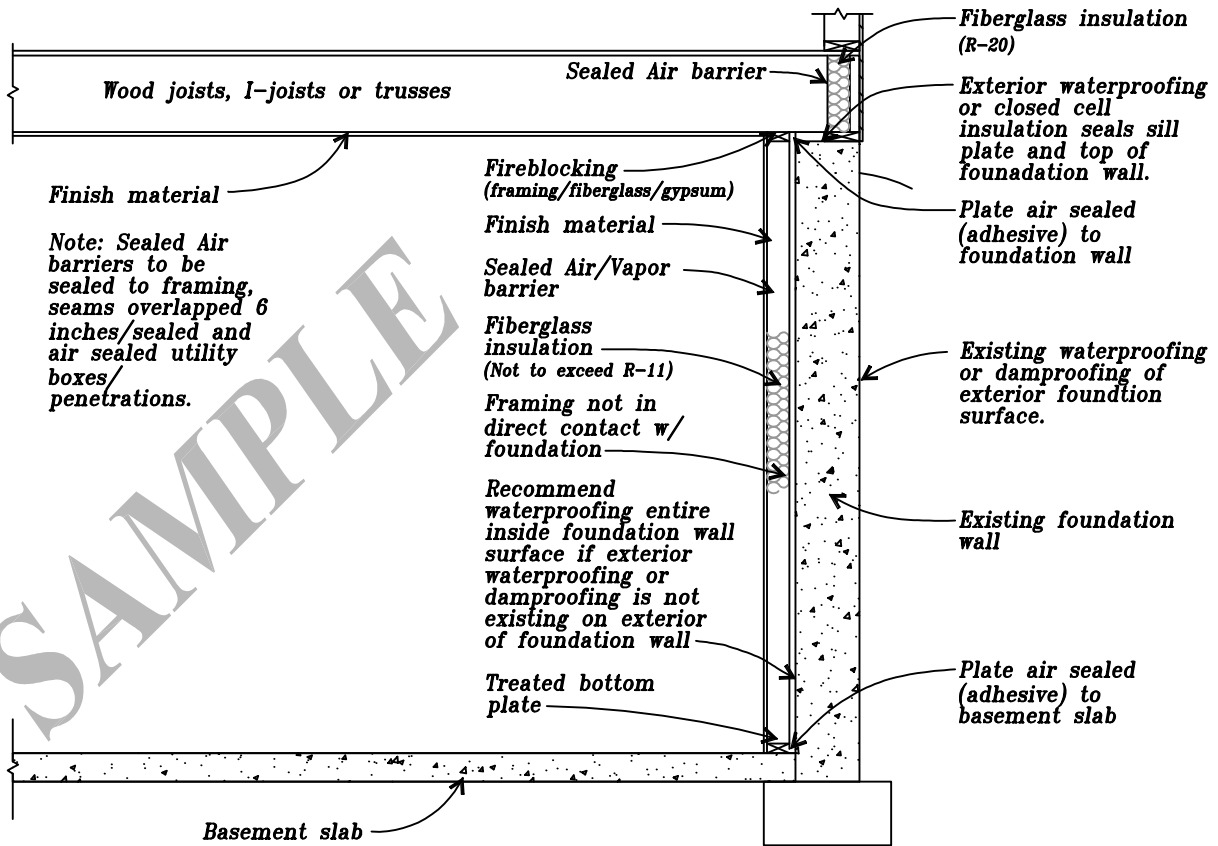 Fiberglass insulation
(R-20)
Sealed Air barrier
Wood joists, I-joists or trusses
Exterior waterproofing
or closed cell
insulation seals sill
plate and top of
founadation wall.
Finish material
Note: Sealed Air
barriers to be
sealed to framing,
seams overlapped 6
inches/sealed and
air sealed utility
boxes/
penetrations.
Fireblocking
(framing/fiberglass/gypsum)
Finish material
Sealed Air/Vapor
barrier
Fiberglass
insulation
(Not to exceed R-11)
Framing not in
direct contact w/
foundation
Recommend
waterproofing entire
inside foundation wall
surface if exterior
waterproofing or
damproofing is not
existing on exterior
of foundation wall
Treated bottom
plate
Plate air sealed
(adhesive) to
foundation wall
Existing waterproofing
or damproofing of
exterior foundtion
surface.
Existing foundation
wall
Plate air sealed
(adhesive) to
basement slab
Basement slab
SAMPLE